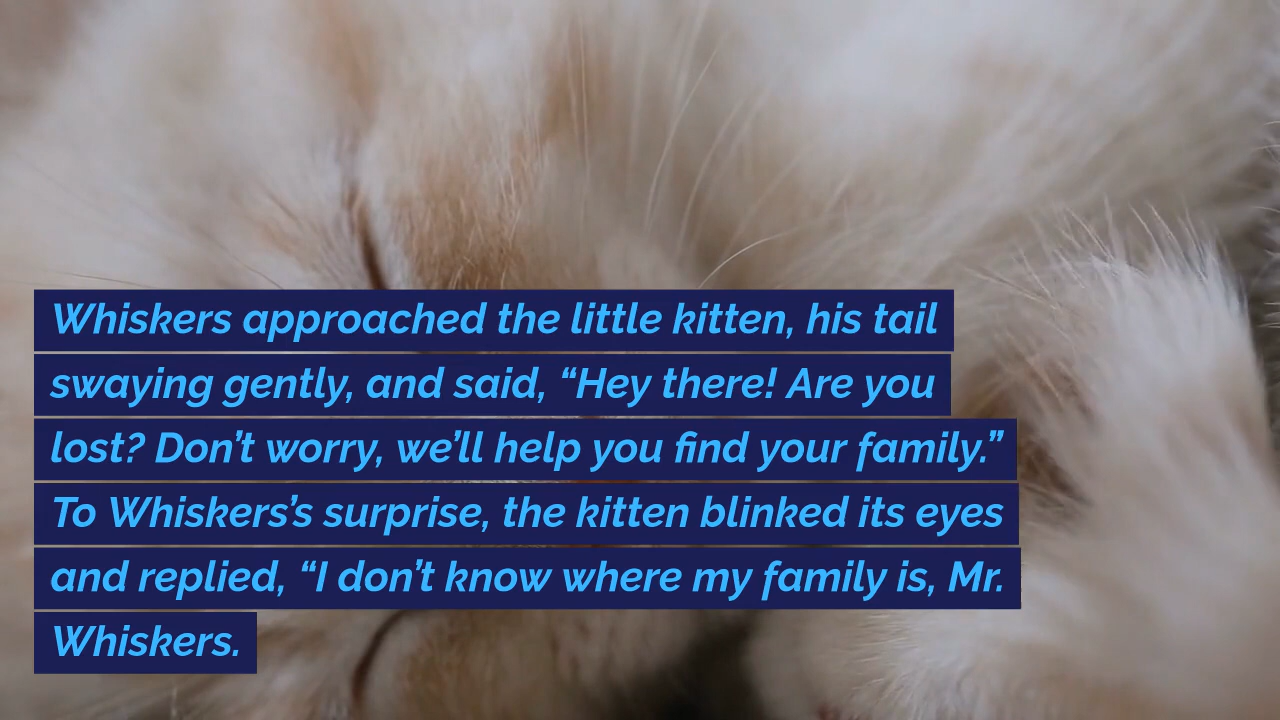 Whiskers approached the little kitten, his tail
swaying gently, and said, “Hey there! Are you
lost? Don’t worry, we’ll help you find your family.”
To Whiskers’s surprise, the kitten blinked its eyes
and replied, “I don’t know where my family is, Mr.
Whiskers.